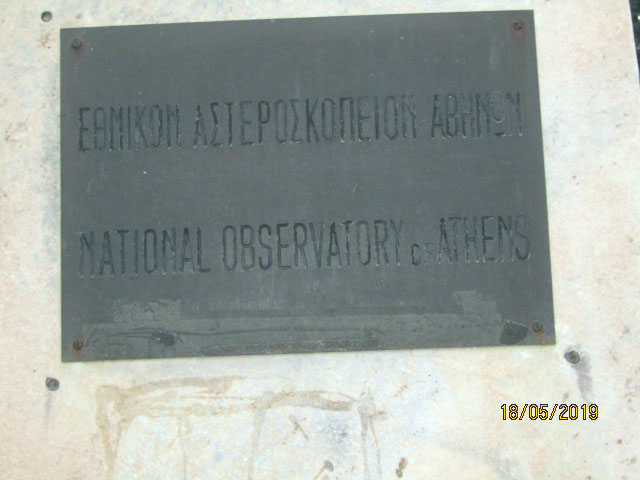 ΕΘΝΙΚΟΝ ΑΣΤΕΡΟΣΚΟΠΕΙΟΝ ΑΘΗΝΩΝ
NATIONAL OBSERVATORY OF ATHENS
18/05/2019